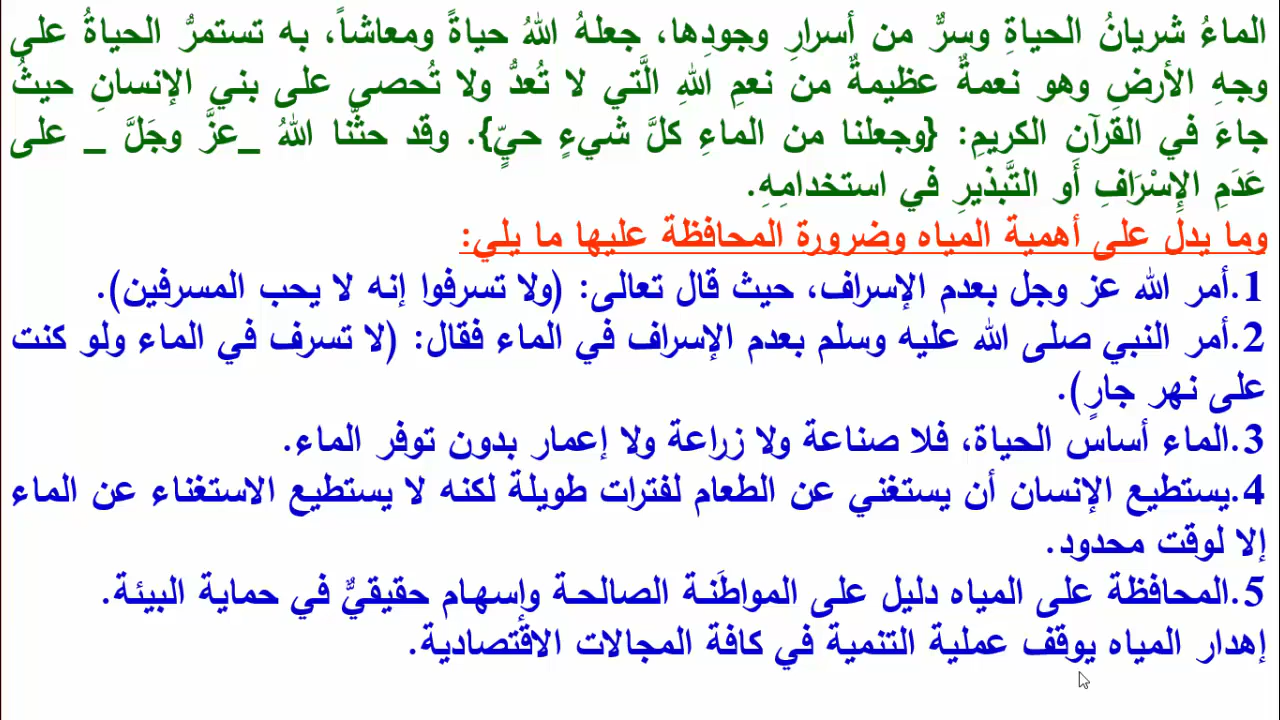 الماءُ شريانُ الحياةِ وسرٌّ من أسرارِ وجودِها، جعلهُ اللهُ حياةً ومعاشاً، به تستمرُّ الحياةُ على
وجهِ الأرضِ وهو نعمةٌ عظيمةٌ من نعمِ اللهِ الَّتي لا تُعدُّ ولا تُحصى على بني الإنسانِ حيثُ
جاءَ في القرآنِ الكريمِ: {وجعلنا من الماءِ كلَّ شيءٍ حيٍّ}. وقد حثَّنا اللهُ _عزَّ وجَلَّ _ على
عَدَمِ الإِسْرَافِ أَو التَّبذيرِ في استخدامِهِ.
وما يدل على أهمية المياه وضرورة المحافظة عليها ما يلي:
1.أمر الله عز وجل بعدم الإسراف، حيث قال تعالى: (ولا تسرفوا إنه لا يحب المسرفين).
2.أمر النبي صلى الله عليه وسلم بعدم الإسراف في الماء فقال: (لا تسرف في الماء ولو كنت
على نهر جارٍ).
3.الماء أساس الحياة، فلا صناعة ولا زراعة ولا إعمار بدون توفر الماء.
4.يستطيع الإنسان أن يستغني عن الطعام لفترات طويلة لكنه لا يستطيع الاستغناء عن الماء
إلا لوقت محدود.
5.المحافظة على المياه دليل على المواطَنة الصالحة وإسهام حقيقيٌّ في حماية البيئة.
إهدار المياه يوقف عملية التنمية في كافة المجالات الاقتصادية.